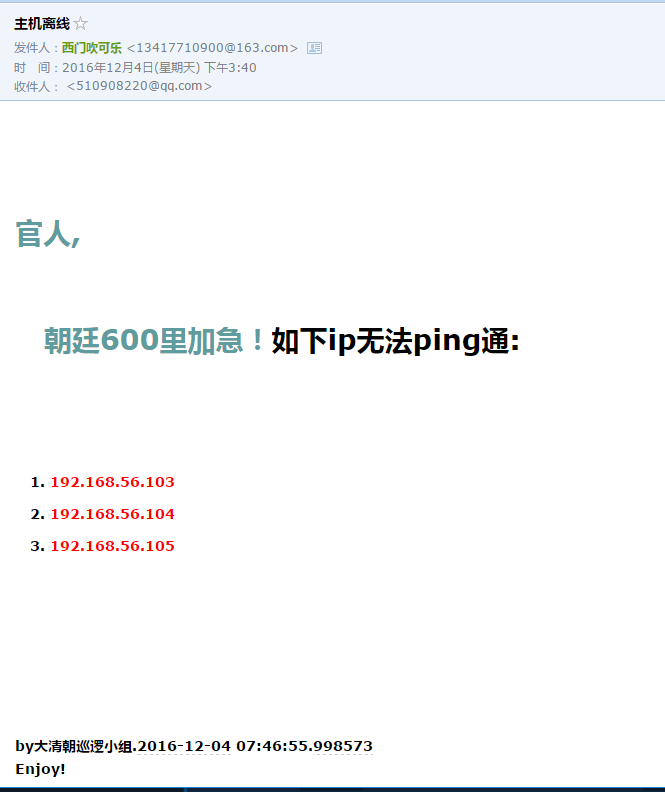 主机离线☆
发件人：西门吹可乐 <13417710900@163.com>
时 间：2016年12月4日(星期天) 下午3:40
收件人： <510908220@qq.com>
官人,
朝廷600里加急！如下ip无法ping通:
1. 192.168.56.103
2. 192.168.56.104
3. 192.168.56.105
by大清朝巡逻小组.2016-12-04 07:46:55.998573
Enjoy!